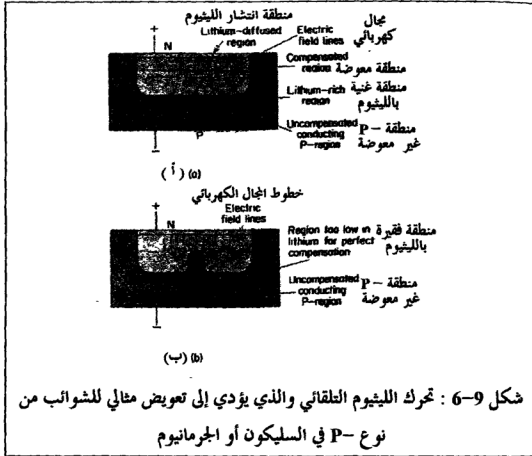 منطقة انتشار الليثيوم
Lithium-diffused region
+
N
مجال كهربائي
Electric field lines
Compensated region
منطقة معوضة
Lithium-rich region
منطقة غنية بالليثيوم
P
Uncompensated conducting P-region
منطقة – P غير معوضة
–
(أ) (a)
خطوط المجال الكهربائي
Electric field lines
+
N
Region too low in lithium for perfect compensation
منطقة فقيرة بالليثيوم
Uncompensated conducting P-region
منطقة – P غير معوضة
–
(ب) (b)
شكل 9–6 : تحرك الليثيوم التلقائي والذي يؤدي إلى تعويض مثالي للشوائب من
نوع –P في السليكون أو الجرمانيوم